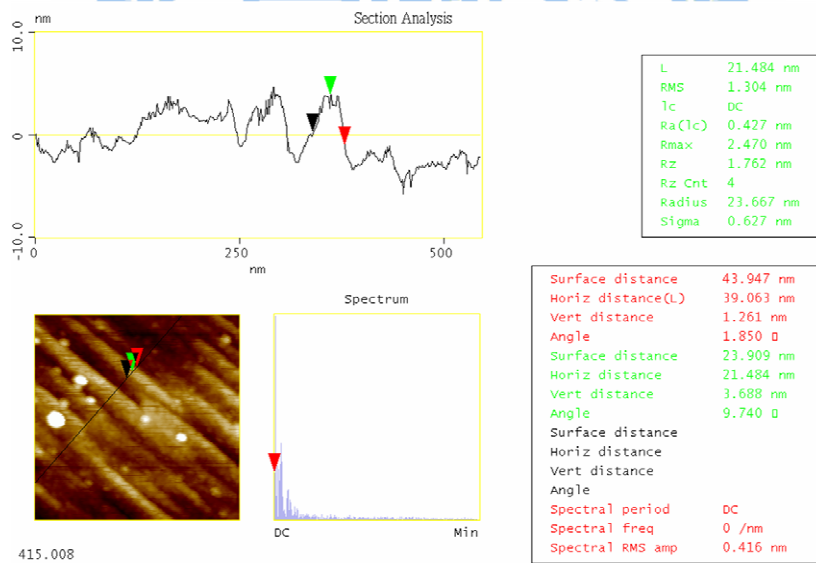 Section Analysis
nm
10.0
0
-10.0
0
250
500
nm
L 21.484 nm
RMS 1.304 nm
lc DC
Ra(lc) 0.427 nm
Rmax 2.470 nm
Rz 1.762 nm
Rz Cnt 4
Radius 23.667 nm
Sigma 0.627 nm
Spectrum
DC
Min
Surface distance 43.947 nm
Horiz distance(L) 39.063 nm
Vert distance 1.261 nm
Angle 1.850 
Surface distance 23.909 nm
Horiz distance 21.484 nm
Vert distance 3.688 nm
Angle 9.740 
Surface distance
Horiz distance
Vert distance
Angle
Spectral period DC
Spectral freq 0 /nm
Spectral RMS amp 0.416 nm
415.008